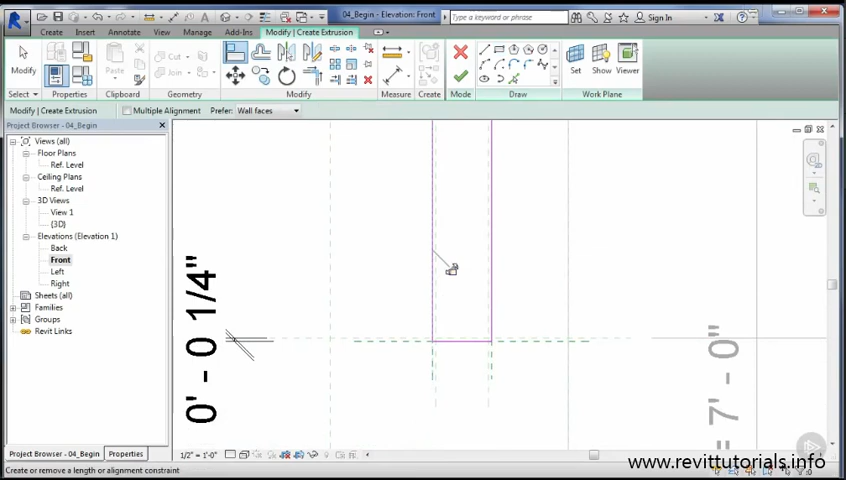 04_Begin - Elevation: Front
Type a keyword or phrase
Sign In
Create
Insert
Annotate
View
Manage
Add-Ins
Modify | Create Extrusion
Modify
Properties
Paste
Cut
Join
Create
Set
Show
Viewer
Select
Properties
Clipboard
Geometry
Modify
Measure
Create
Mode
Draw
Work Plane
Modify | Create Extrusion
Multiple Alignment
Prefer:
Wall faces
Project Browser - 04_Begin
Views (all)
Floor Plans
Ref. Level
Ceiling Plans
Ref. Level
3D Views
View 1
{3D}
Elevations (Elevation 1)
Back
Front
Left
Right
Sheets (all)
Families
Groups
Revit Links
0' - 0 1/4"
= 7' - 0"
Project Browser - 04_Begin
Properties
1/2" = 1'-0"
Create or remove a length or alignment constraint
www.revittutorials.info